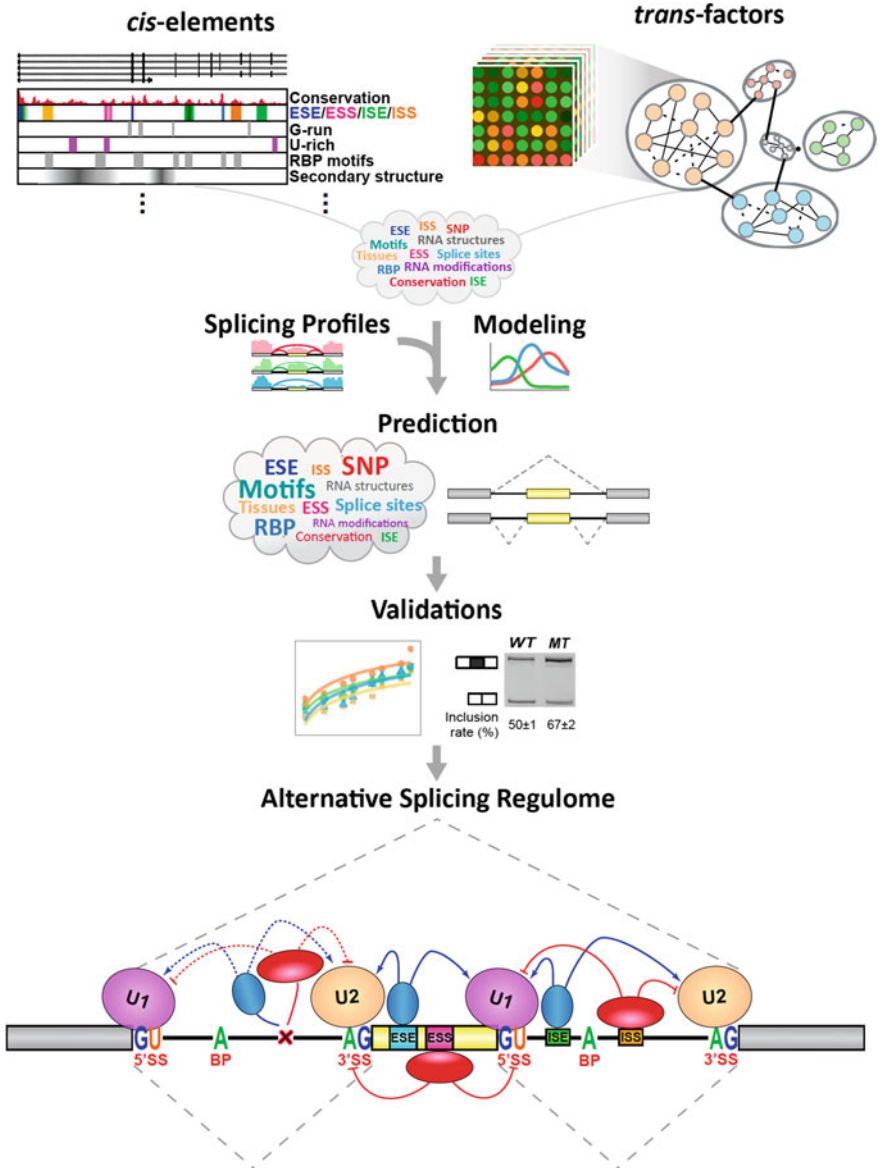 cis-elements
trans-factors
Conservation
ESE/ESS/ISE/ISS
G-run
U-rich
RBP motifs
Secondary structure
ESE ISS SNP
Motifs RNA structures
Tissues ESS Splice sites
RBP RNA modifications
Conservation ISE
Splicing Profiles
Modeling
Prediction
ESE ISS SNP
Motifs RNA structures
Tissues ESS Splice sites
RBP RNA modifications
Conservation ISE
Validations
WT MT
Inclusion
rate (%) 50±1 67±2
Alternative Splicing Regulome
U1 U2 U1 U2
GU A AG ESE ESS GU ISE A ISS AG
5'SS BP 3'SS 5'SS BP 3'SS